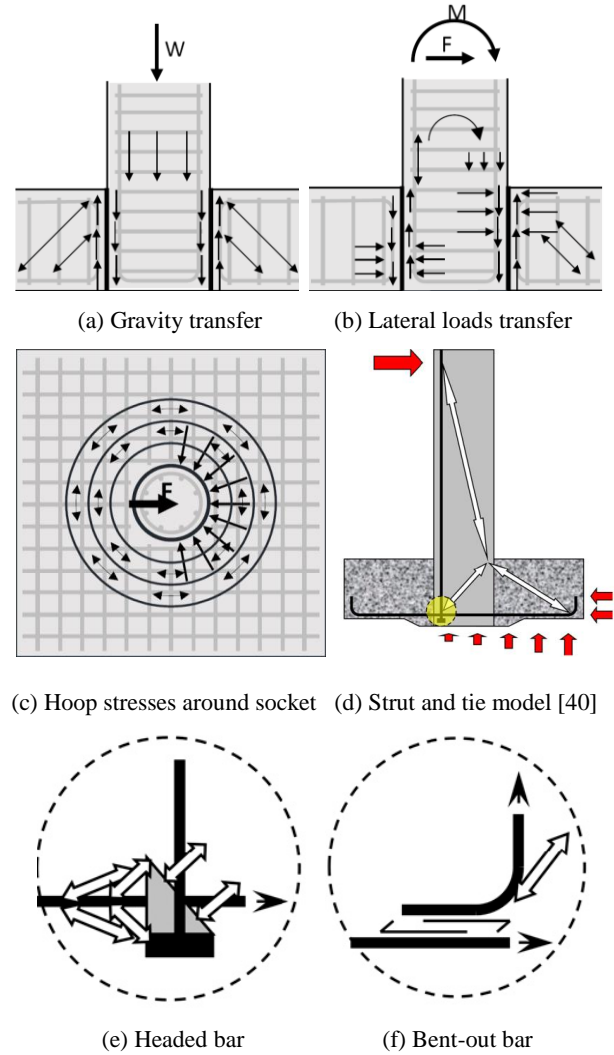 W
M
F
(a) Gravity transfer
(b) Lateral loads transfer
F
(c) Hoop stresses around socket
(d) Strut and tie model [40]
(e) Headed bar
(f) Bent-out bar